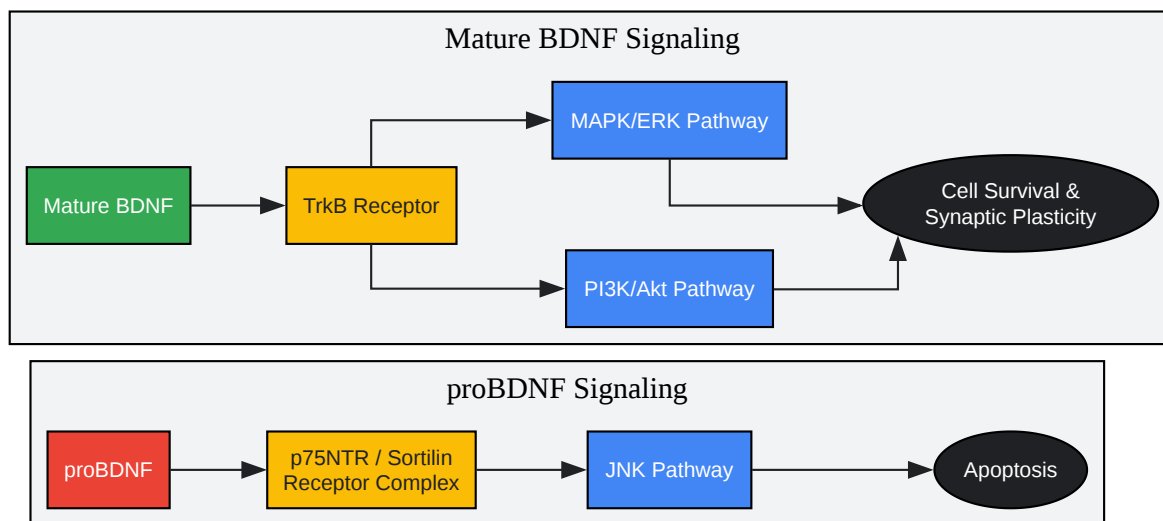 Mature BDNF Signaling
MAPK/ERK Pathway
Mature BDNF
TrkB Receptor
Cell Survival &
Synaptic Plasticity
PI3K/Akt Pathway
proBDNF Signaling
proBDNF
p75NTR / Sortilin
Receptor Complex
JNK Pathway
Apoptosis